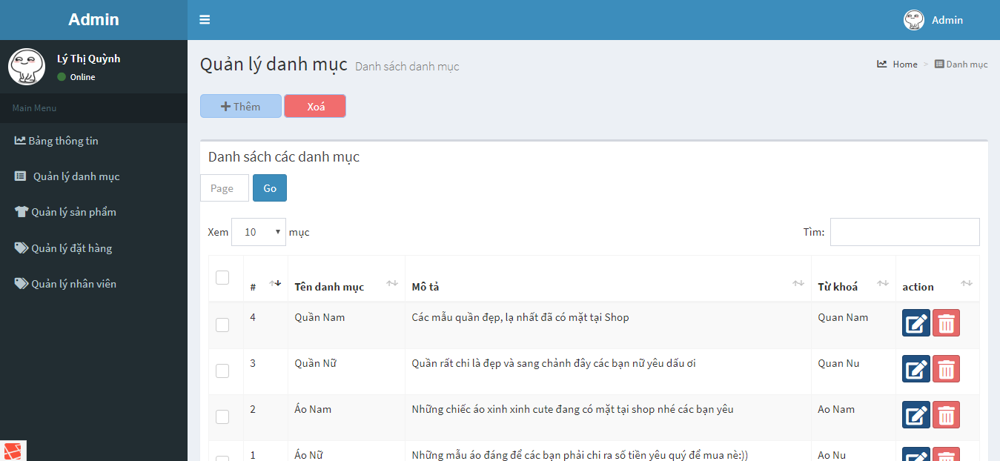 Admin
Admin
Lý Thị Quỳnh
Online
Main Menu
Bảng thông tin
Quản lý danh mục
Quản lý sản phẩm
Quản lý đặt hàng
Quản lý nhân viên
Quản lý danh mục Danh sách danh mục
Home > Danh mục
Thêm Xoá
Danh sách các danh mục
Page Go
Xem 10 mục Tìm:
# Tên danh mục Mô tả Từ khoá action
4 Quần Nam Các mẫu quần đẹp, lạ nhất đã có mặt tại Shop Quan Nam
3 Quần Nữ Quần rất chi là đẹp và sang chảnh đây các bạn nữ yêu dấu ơi Quan Nu
2 Áo Nam Những chiếc áo xinh xinh cute đang có mặt tại shop nhé các bạn yêu Ao Nam
1 Áo Nữ Những mẫu áo đáng để các bạn phải chi ra số tiền yêu quý để mua nè:)) Ao Nu